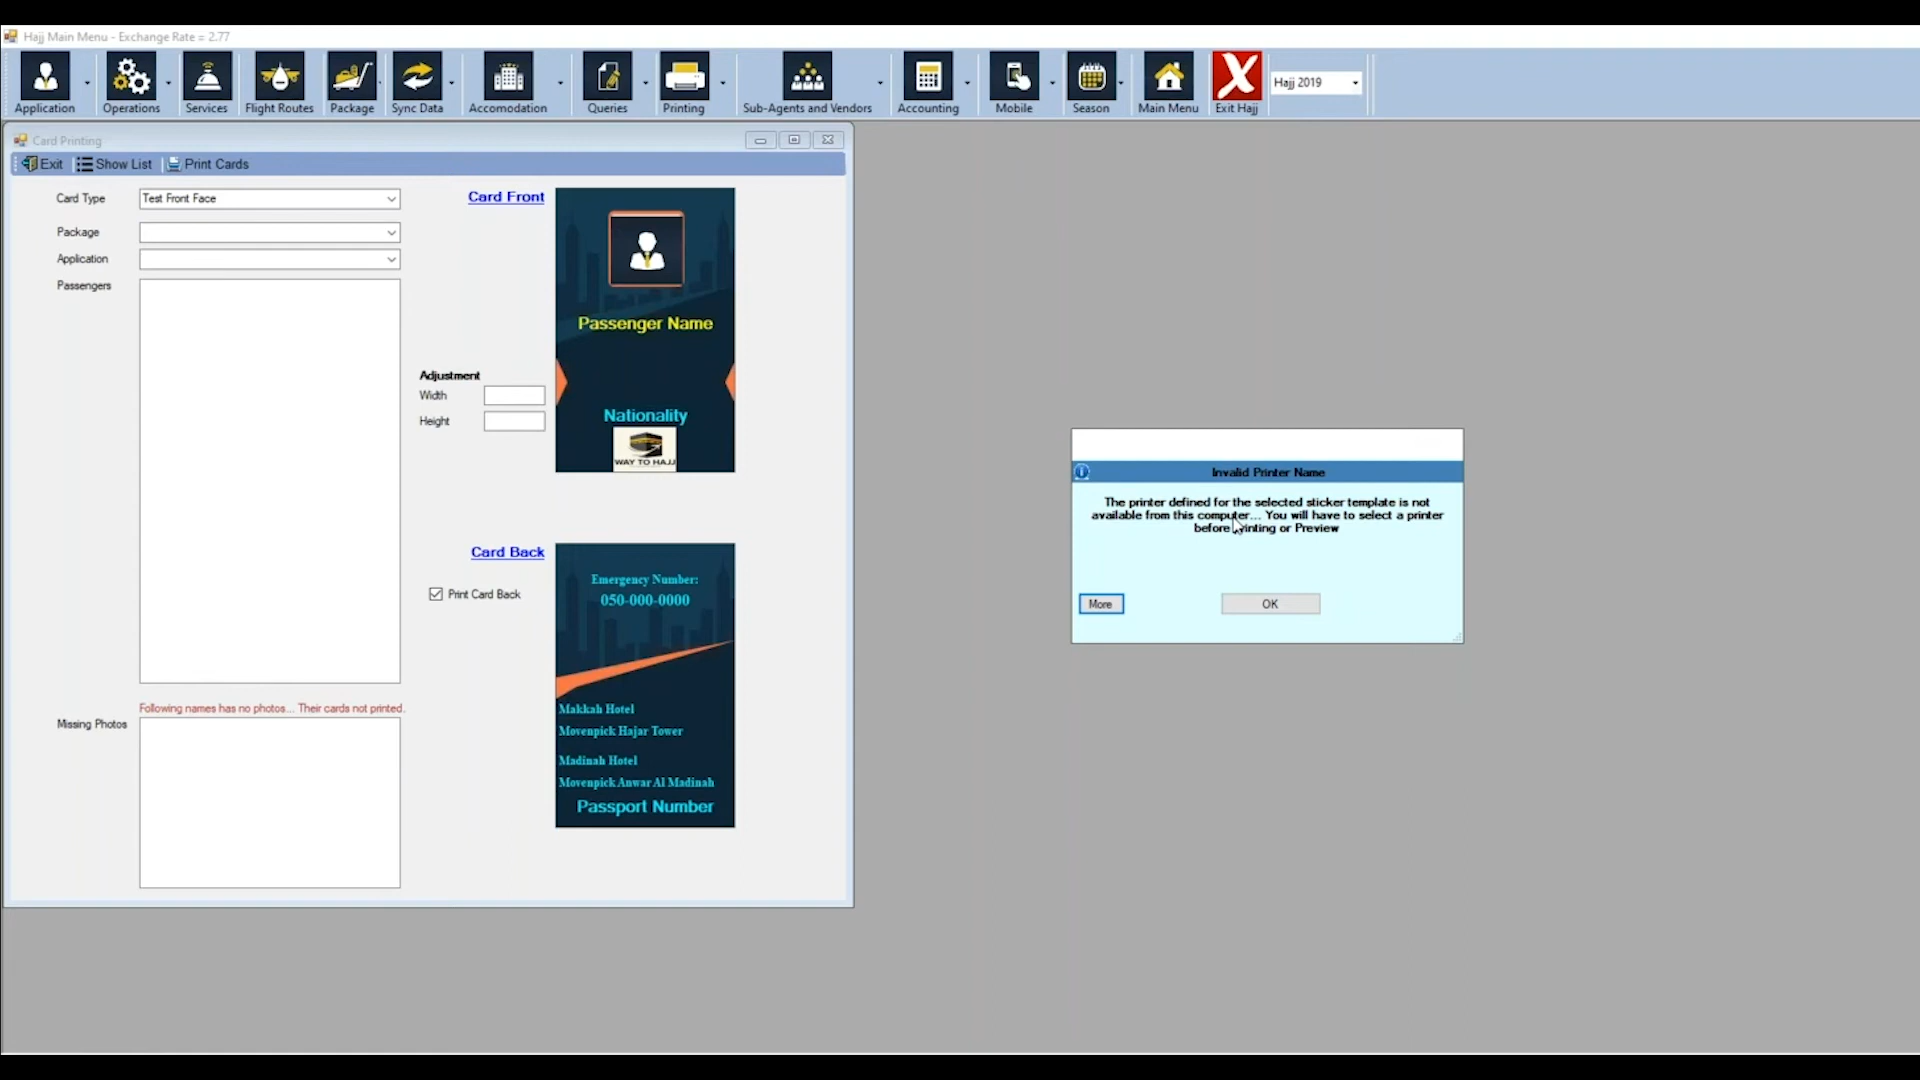 Hajj Main Menu - Exchange Rate = 2.77
Application
Operations
Services
Flight Routes
Package
Sync Data
Accomodation
Queries
Printing
Sub-Agents and Vendors
Accounting
Mobile
Season
Main Menu
Exit Hajj
Hajj 2019
Card Printing
Exit
Show List
Print Cards
Card Type
Test Front Face
Package
Application
Passengers
Following names has no photos... Their cards not printed.
Missing Photos
Card Front
Adjustment
Width
Height
Passenger Name
Nationality
WAY TO HAJJ
Card Back
Print Card Back
Emergency Number:
050-000-0000
Makkah Hotel
Movenpick Hajar Tower
Madinah Hotel
Movenpick Anwar Al Madinah
Passport Number
Invalid Printer Name
The printer defined for the selected sticker template is not
available from this computer... You will have to select a printer
before printing or Preview
More
OK